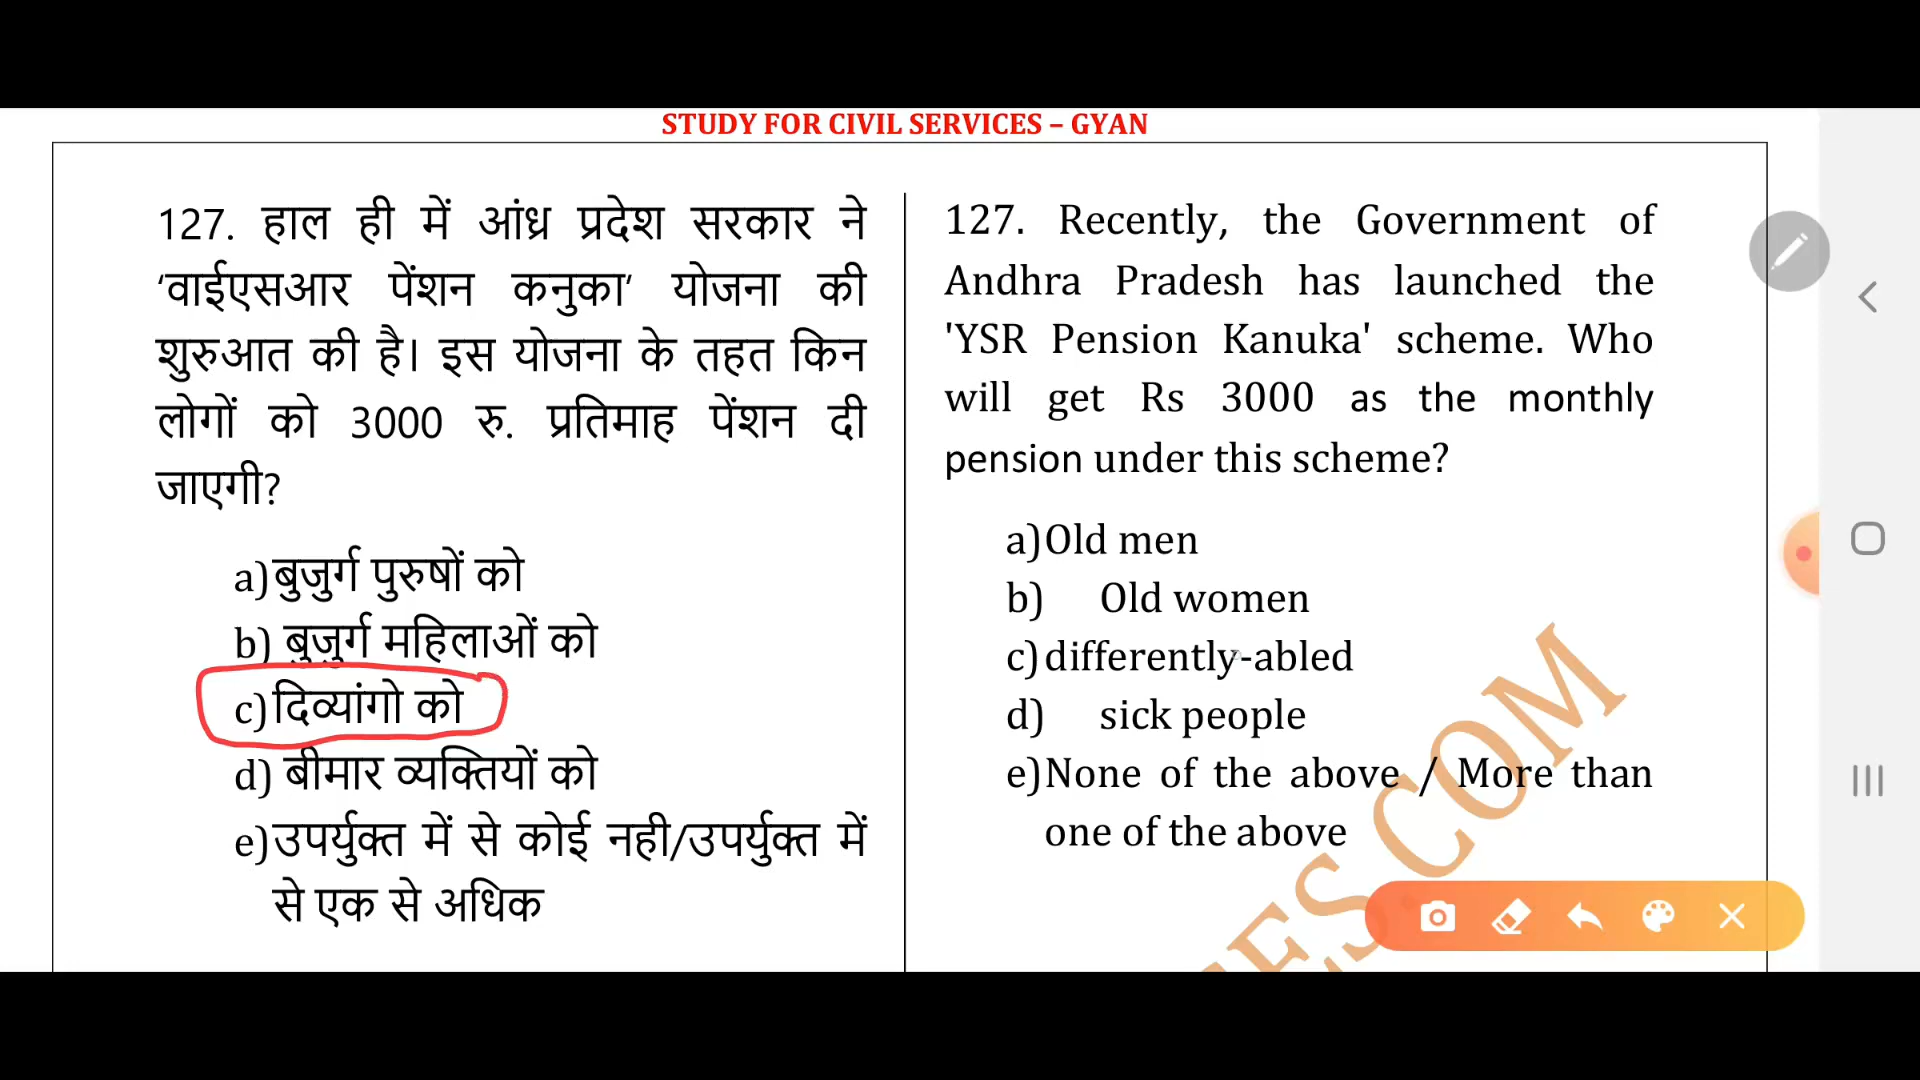 STUDY FOR CIVIL SERVICES – GYAN
127. हाल ही में आंध्र प्रदेश सरकार ने
‘वाईएसआर पेंशन कनुका’ योजना की
शुरुआत की है। इस योजना के तहत किन
लोगों को 3000 रु. प्रतिमाह पेंशन दी
जाएगी?
a)बुजुर्ग पुरुषों को
b) बुजुर्ग महिलाओं को
c)दिव्यांगो को
d) बीमार व्यक्तियों को
e)उपर्युक्त में से कोई नही/उपर्युक्त में
से एक से अधिक
127. Recently, the Government of
Andhra Pradesh has launched the
'YSR Pension Kanuka' scheme. Who
will get Rs 3000 as the monthly
pension under this scheme?
a)Old men
b) Old women
c)differently-abled
d) sick people
e)None of the above / More than
one of the above
ES.COM